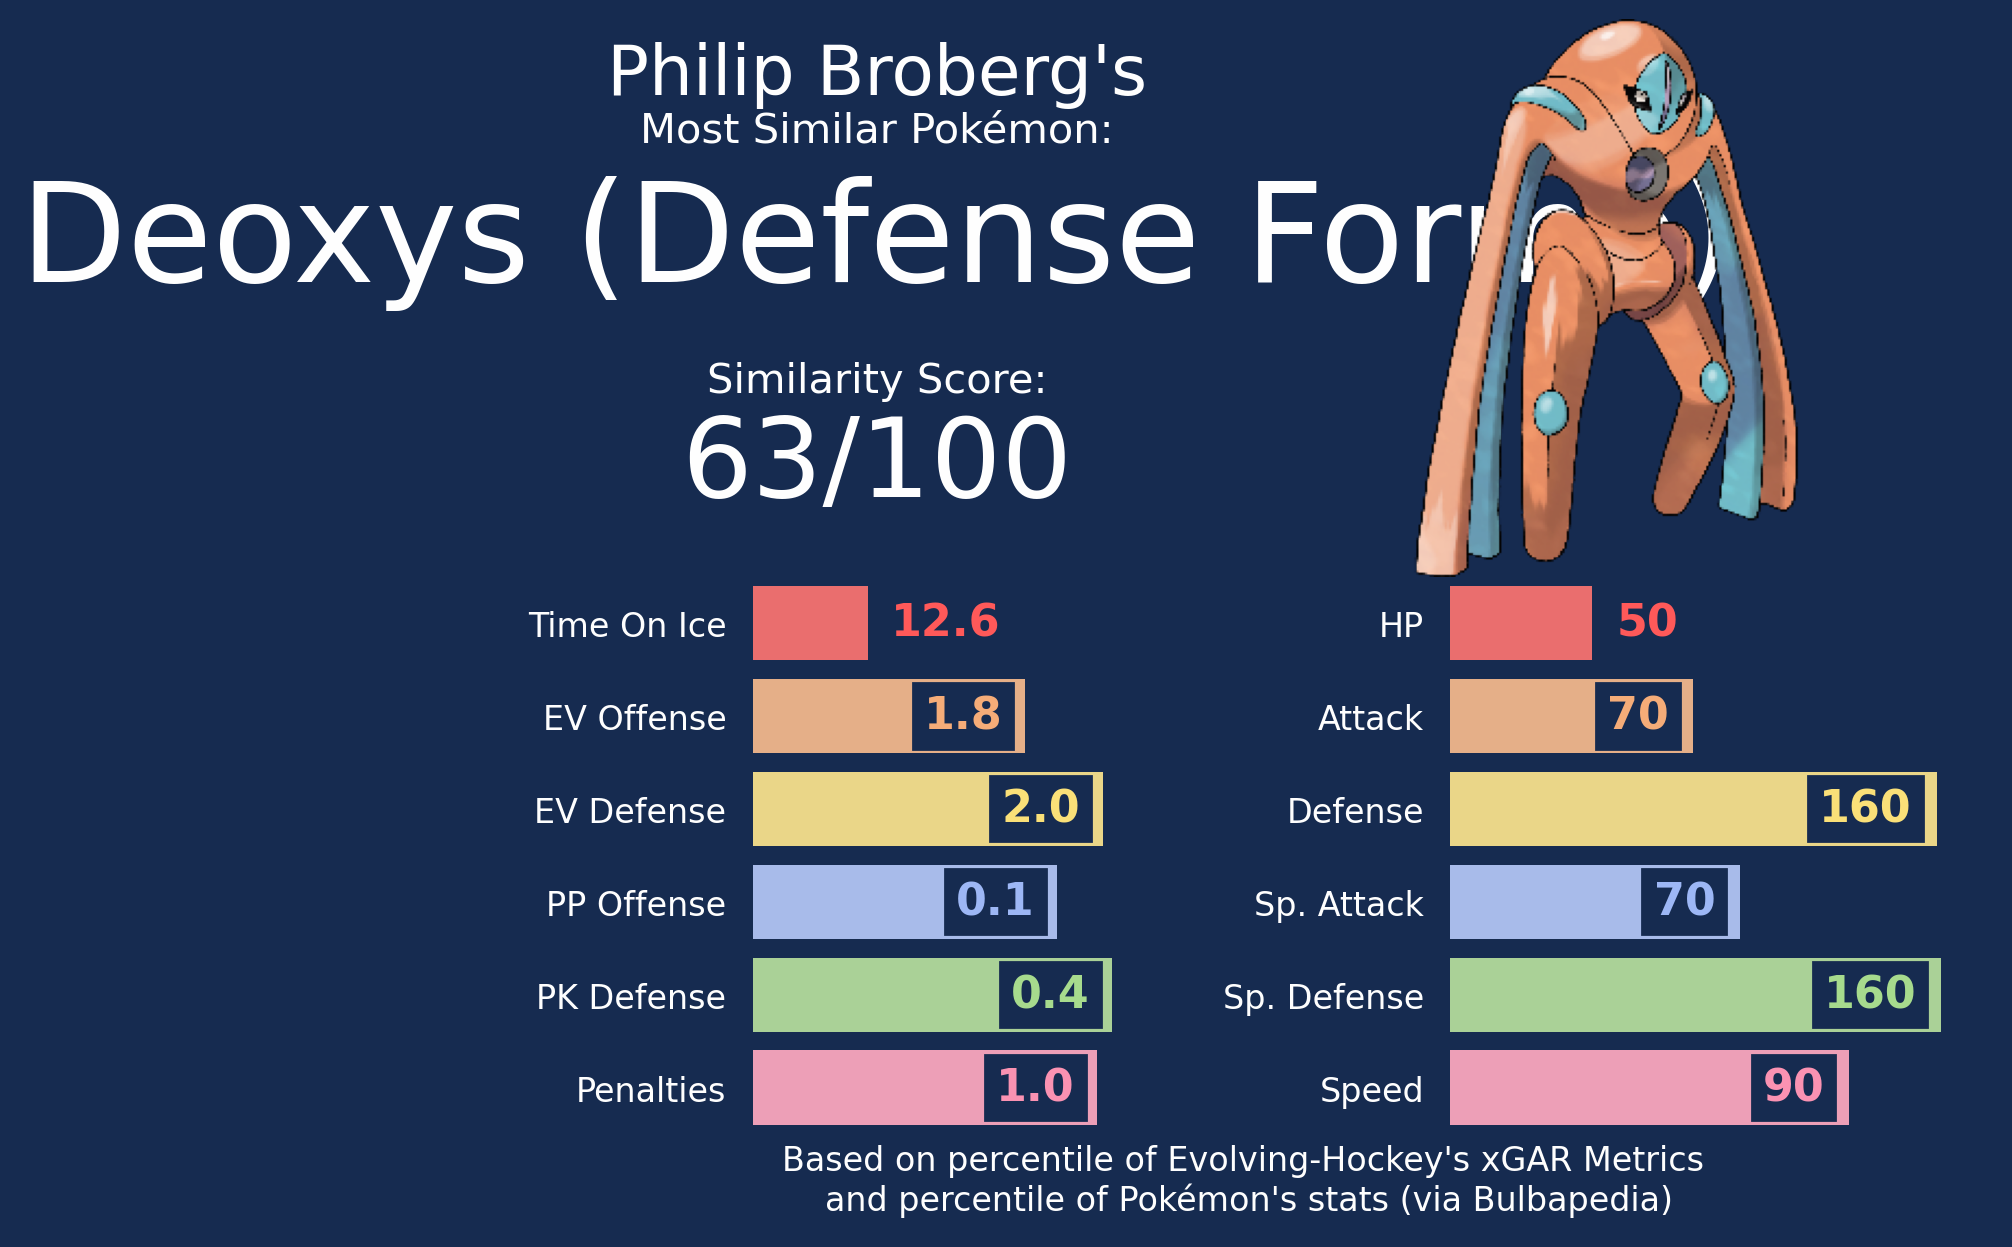 Philip Broberg's
Most Similar Pokémon:
Deoxys (Defense Form)
Similarity Score:
63/100
Time On Ice 12.6
EV Offense 1.8
EV Defense 2.0
PP Offense 0.1
PK Defense 0.4
Penalties 1.0
HP 50
Attack 70
Defense 160
Sp. Attack 70
Sp. Defense 160
Speed 90
Based on percentile of Evolving-Hockey's xGAR Metrics
and percentile of Pokémon's stats (via Bulbapedia)